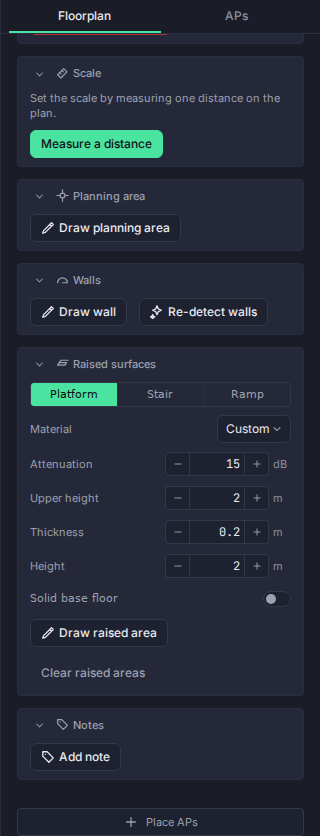 Floorplan
APs
Scale
Set the scale by measuring one distance on the
plan.
Measure a distance
Planning area
Draw planning area
Walls
Draw wall
Re-detect walls
Raised surfaces
Platform
Stair
Ramp
Material
Custom
Attenuation
− 15 + dB
Upper height
− 2 + m
Thickness
− 0.2 + m
Height
− 2 + m
Solid base floor
Draw raised area
Clear raised areas
Notes
Add note
+ Place APs